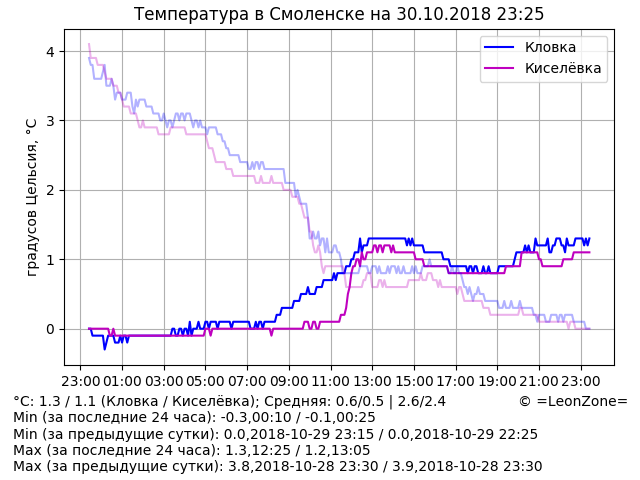 Температура в Смоленске на 30.10.2018 23:25
Кловка
Киселёвка
градусов Цельсия, °C
4
3
2
1
0
23:00 01:00 03:00 05:00 07:00 09:00 11:00 13:00 15:00 17:00 19:00 21:00 23:00
°C: 1.3 / 1.1 (Кловка / Киселёвка); Средняя: 0.6/0.5 | 2.6/2.4 © =LeonZone=
Min (за последние 24 часа): -0.3,00:10 / -0.1,00:25
Min (за предыдущие сутки): 0.0,2018-10-29 23:15 / 0.0,2018-10-29 22:25
Max (за последние 24 часа): 1.3,12:25 / 1.2,13:05
Max (за предыдущие сутки): 3.8,2018-10-28 23:30 / 3.9,2018-10-28 23:30